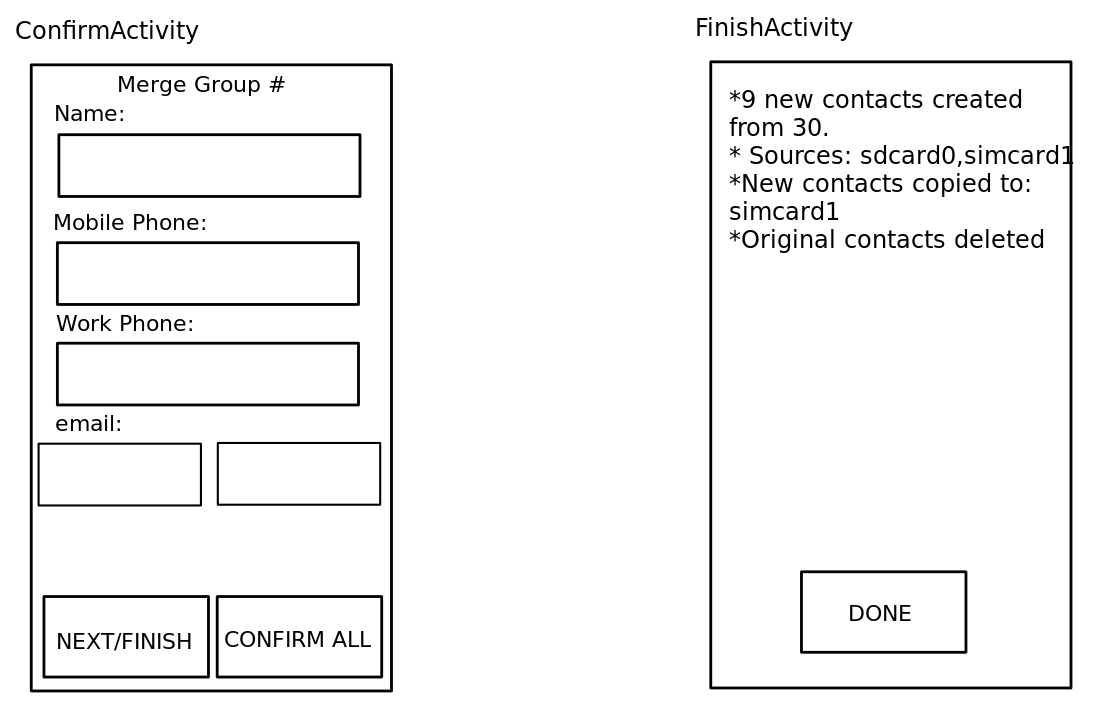 ConfirmActivity
Merge Group #
Name:
Mobile Phone:
Work Phone:
email:
NEXT/FINISH
CONFIRM ALL
FinishActivity
*9 new contacts created
from 30.
* Sources: sdcard0,simcard1
*New contacts copied to:
simcard1
*Original contacts deleted
DONE